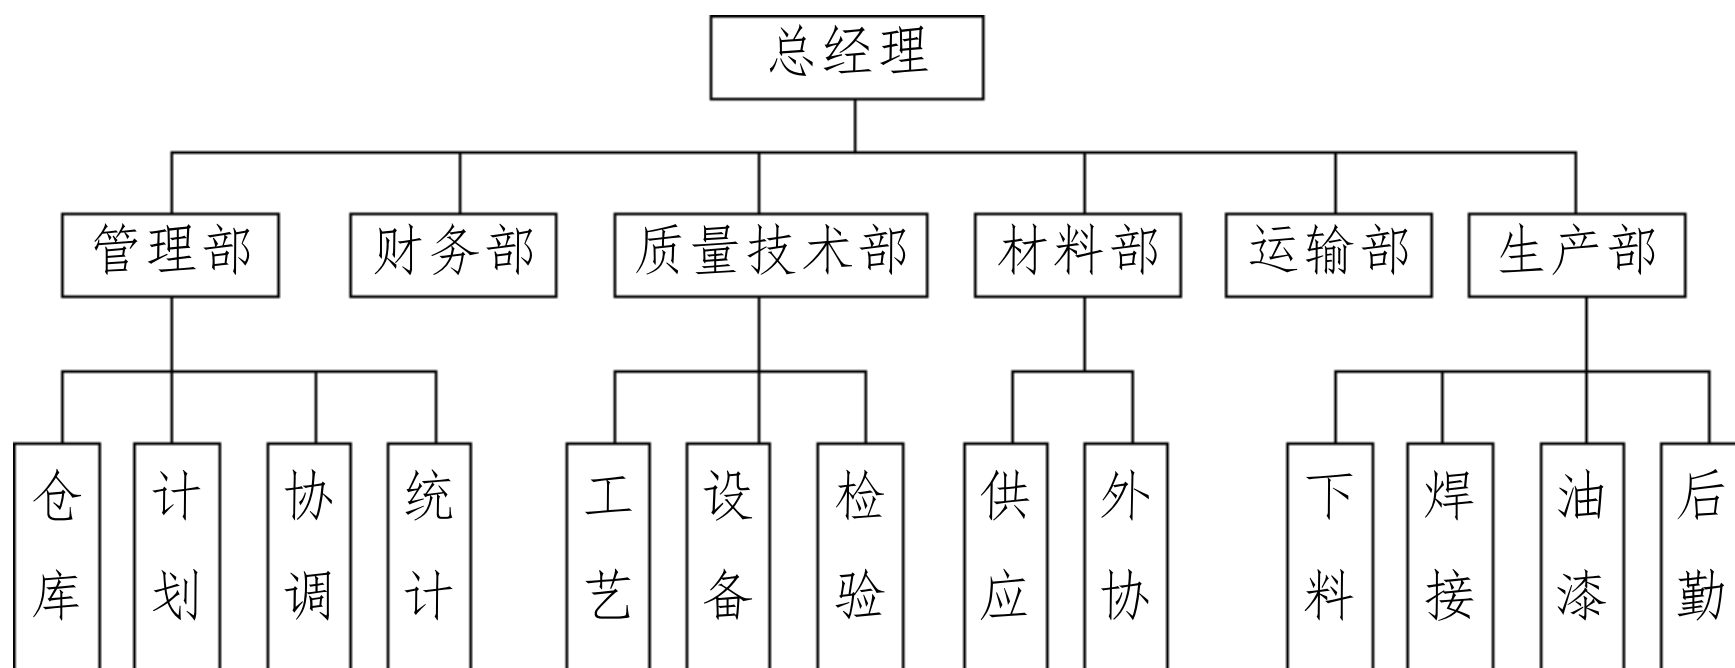 总经理
管理部
财务部
质量技术部
材料部
运输部
生产部
仓库
计划
协调
统计
工艺
设备
检验
供应
外协
下料
焊接
油漆
后勤